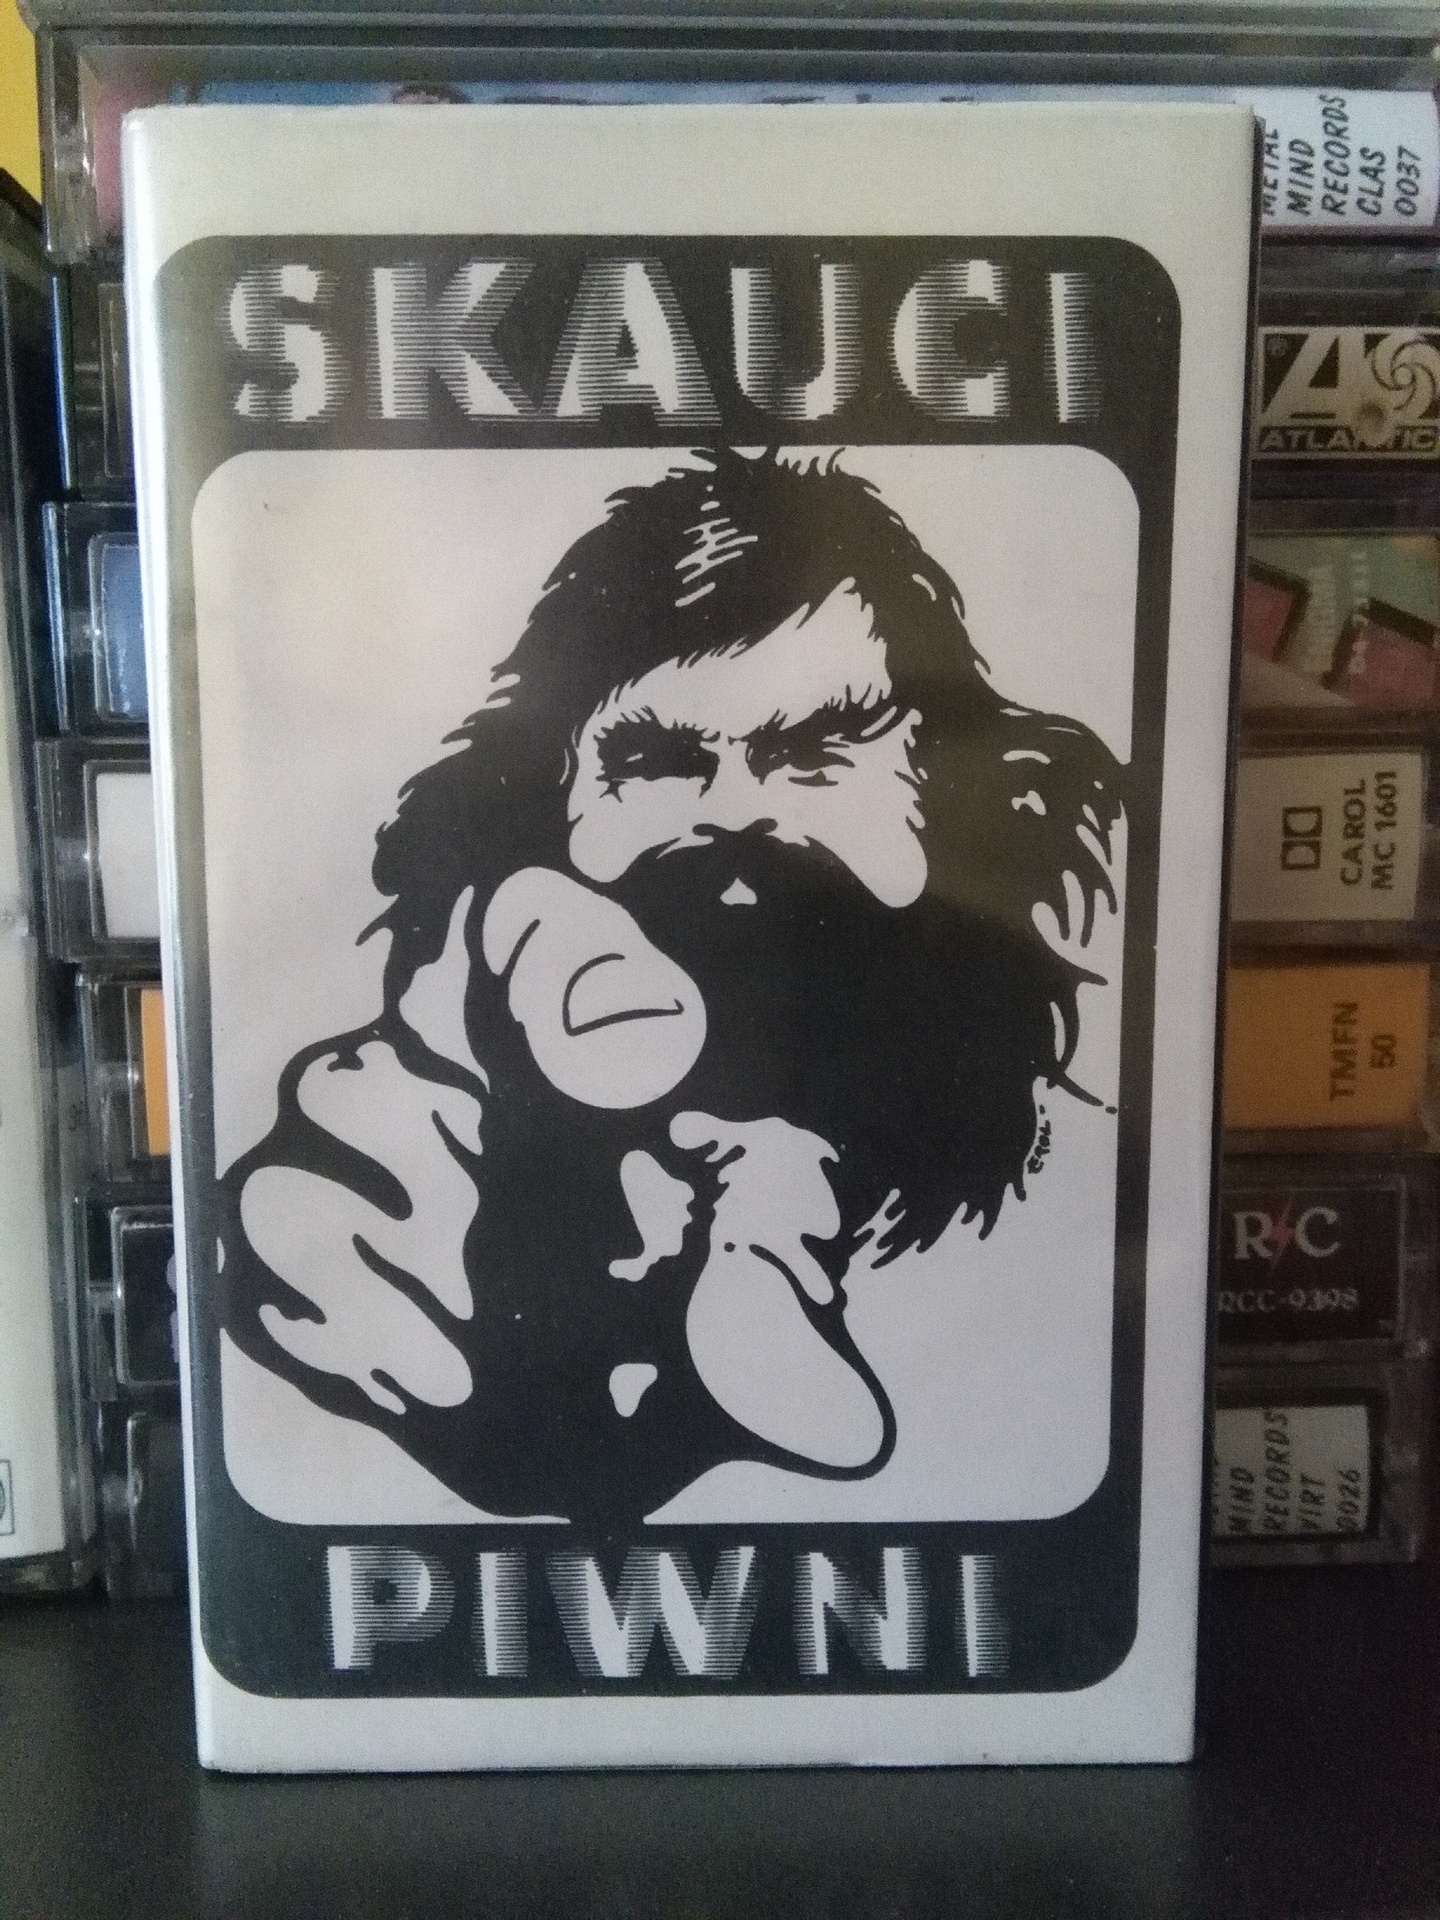 SKAUCI
PIWNI
METAL
MIND
RECORDS
CLAS
0037
ATLANTIC
CAROL
MC 1601
TMFN
50
R C
RCC-9398
MIND
RECORDS
VIRT
0026